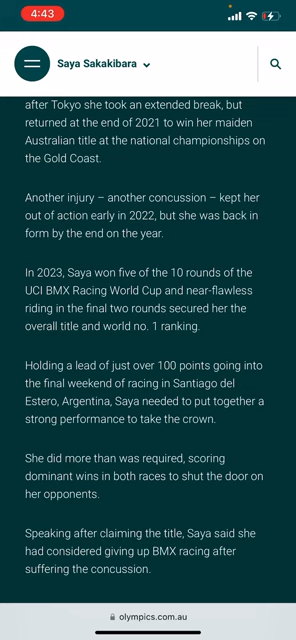 4:43
Saya Sakakibara
after Tokyo she took an extended break, but
returned at the end of 2021 to win her maiden
Australian title at the national championships on
the Gold Coast.
Another injury – another concussion – kept her
out of action early in 2022, but she was back in
form by the end on the year.
In 2023, Saya won five of the 10 rounds of the
UCI BMX Racing World Cup and near-flawless
riding in the final two rounds secured her the
overall title and world no. 1 ranking.
Holding a lead of just over 100 points going into
the final weekend of racing in Santiago del
Estero, Argentina, Saya needed to put together a
strong performance to take the crown.
She did more than was required, scoring
dominant wins in both races to shut the door on
her opponents.
Speaking after claiming the title, Saya said she
had considered giving up BMX racing after
suffering the concussion.
olympics.com.au